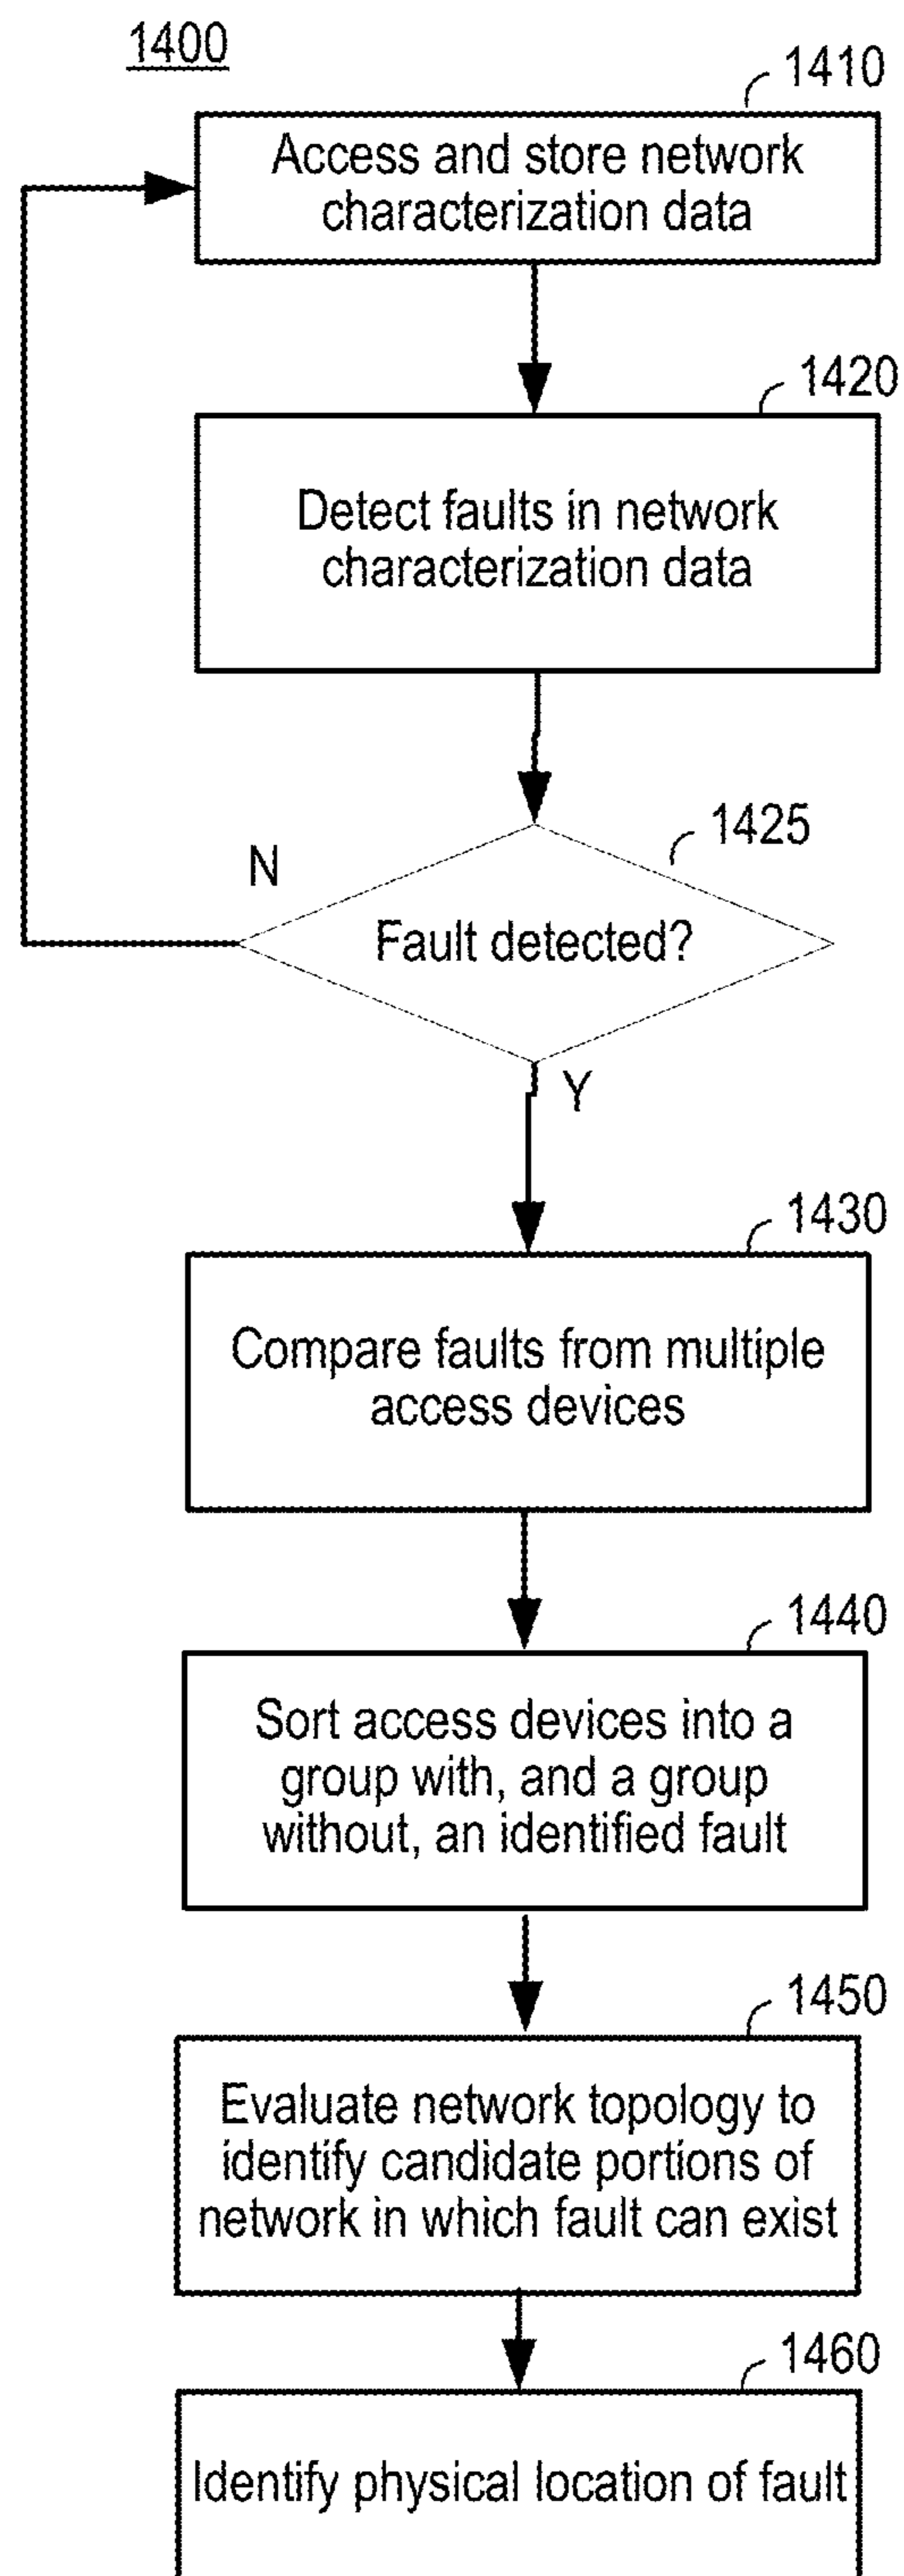 1400
1410
Access and store network
characterization data
1420
Detect faults in network
characterization data
1425
N
Fault detected?
Y
1430
Compare faults from multiple
access devices
1440
Sort access devices into a
group with, and a group
without, an identified fault
1450
Evaluate network topology to
identify candidate portions of
network in which fault can exist
1460
Identify physical location of fault